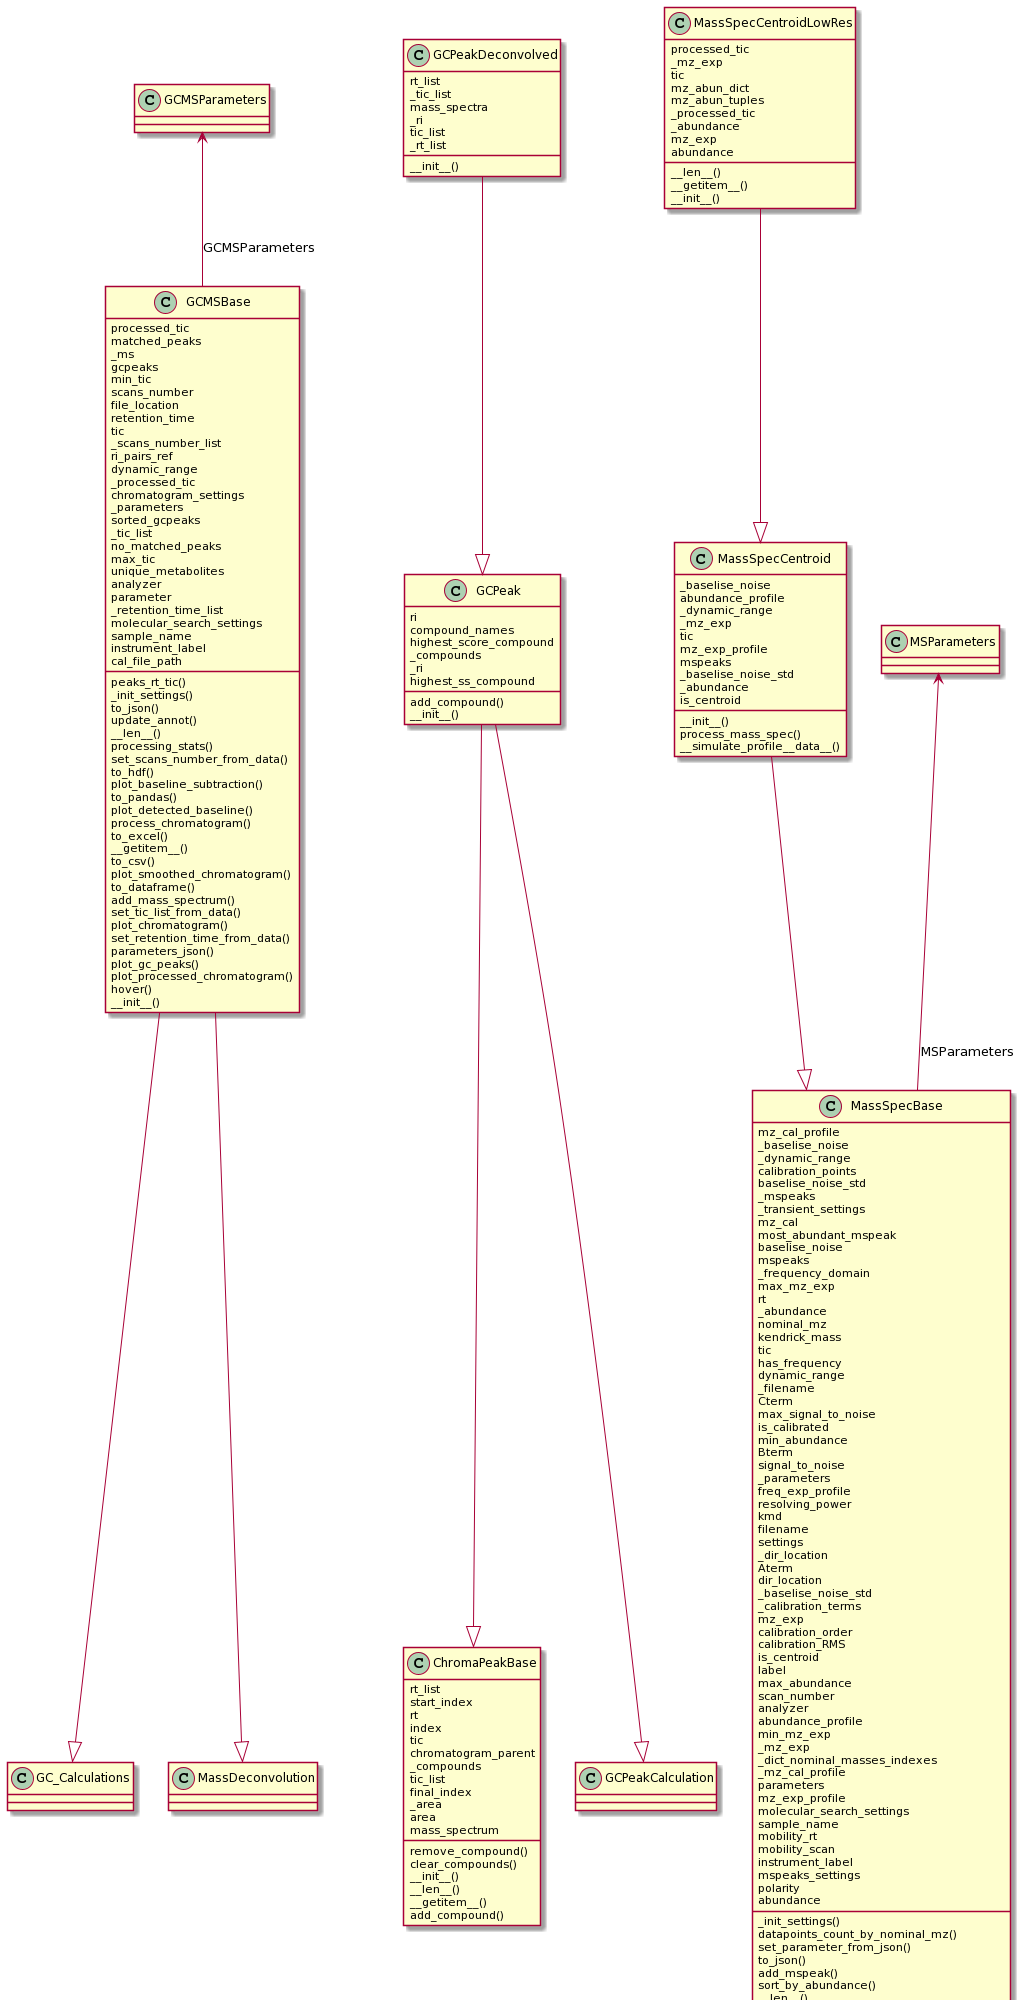 C GCMSParameters
GCMSParameters
C GCMSBase
processed_tic
matched_peaks
_ms
gcpeaks
min_tic
scans_number
file_location
retention_time
tic
_scans_number_list
ri_pairs_ref
dynamic_range
_processed_tic
chromatogram_settings
_parameters
sorted_gcpeaks
_tic_list
no_matched_peaks
max_tic
unique_metabolites
analyzer
parameter
_retention_time_list
molecular_search_settings
sample_name
instrument_label
cal_file_path
peaks_rt_tic()
_init_settings()
to_json()
update_annot()
__len__()
processing_stats()
set_scans_number_from_data()
to_hdf()
plot_baseline_subtraction()
to_pandas()
plot_detected_baseline()
process_chromatogram()
to_excel()
__getitem__()
to_csv()
plot_smoothed_chromatogram()
to_dataframe()
add_mass_spectrum()
set_tic_list_from_data()
plot_chromatogram()
set_retention_time_from_data()
parameters_json()
plot_gc_peaks()
plot_processed_chromatogram()
hover()
__init__()
C GC_Calculations
C MassDeconvolution
C GCPeakDeconvolved
rt_list
_tic_list
mass_spectra
_ri
tic_list
_rt_list
__init__()
C GCPeak
ri
compound_names
highest_score_compound
_compounds
_ri
highest_ss_compound
add_compound()
__init__()
C ChromaPeakBase
rt_list
start_index
rt
index
tic
chromatogram_parent
_compounds
tic_list
final_index
_area
area
mass_spectrum
remove_compound()
clear_compounds()
__init__()
__len__()
__getitem__()
add_compound()
C GCPeakCalculation
C MassSpecCentroidLowRes
processed_tic
_mz_exp
tic
mz_abun_dict
mz_abun_tuples
_processed_tic
_abundance
mz_exp
abundance
__len__()
__getitem__()
__init__()
C MassSpecCentroid
_baselise_noise
abundance_profile
_dynamic_range
_mz_exp
tic
mz_exp_profile
mspeaks
_baselise_noise_std
_abundance
is_centroid
__init__()
process_mass_spec()
__simulate_profile__data__()
C MSParameters
MSParameters
C MassSpecBase
mz_cal_profile
_baselise_noise
_dynamic_range
calibration_points
baselise_noise_std
_mspeaks
_transient_settings
mz_cal
most_abundant_mspeak
baselise_noise
mspeaks
_frequency_domain
max_mz_exp
rt
_abundance
nominal_mz
kendrick_mass
tic
has_frequency
dynamic_range
_filename
Cterm
max_signal_to_noise
is_calibrated
min_abundance
Bterm
signal_to_noise
_parameters
freq_exp_profile
resolving_power
kmd
filename
settings
_dir_location
Aterm
dir_location
_baselise_noise_std
_calibration_terms
mz_exp
calibration_order
calibration_RMS
is_centroid
label
max_abundance
scan_number
analyzer
abundance_profile
min_mz_exp
_mz_exp
_dict_nominal_masses_indexes
_mz_cal_profile
parameters
mz_exp_profile
molecular_search_settings
sample_name
mobility_rt
mobility_scan
instrument_label
mspeaks_settings
polarity
abundance
_init_settings()
datapoints_count_by_nominal_mz()
set_parameter_from_json()
to_json()
add_mspeak()
sort_by_abundance()
__len__()